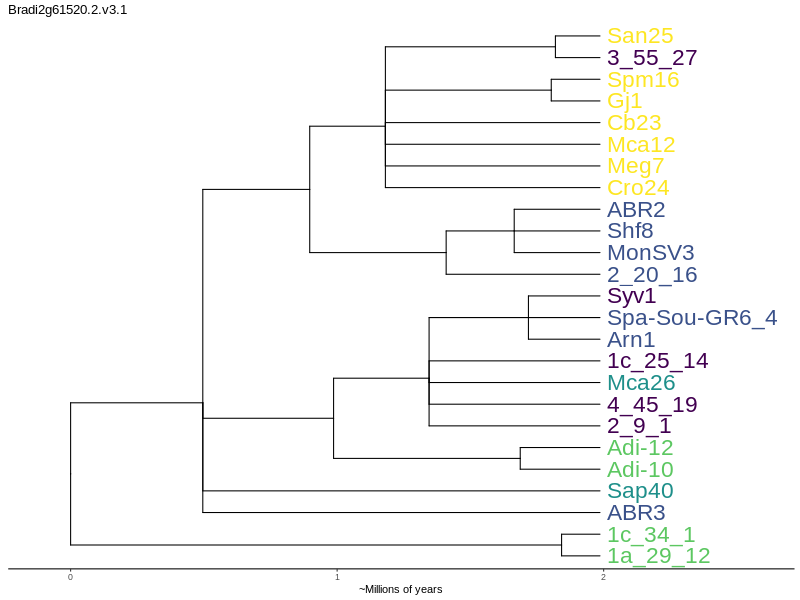 Bradi2g61520.2.v3.1
San25
3_55_27
Spm16
Gj1
Cb23
Mca12
Meg7
Cro24
ABR2
Shf8
MonSV3
2_20_16
Syv1
Spa-Sou-GR6_4
Arn1
1c_25_14
Mca26
4_45_19
2_9_1
Adi-12
Adi-10
Sap40
ABR3
1c_34_1
1a_29_12
0 1 2
~Millions of years